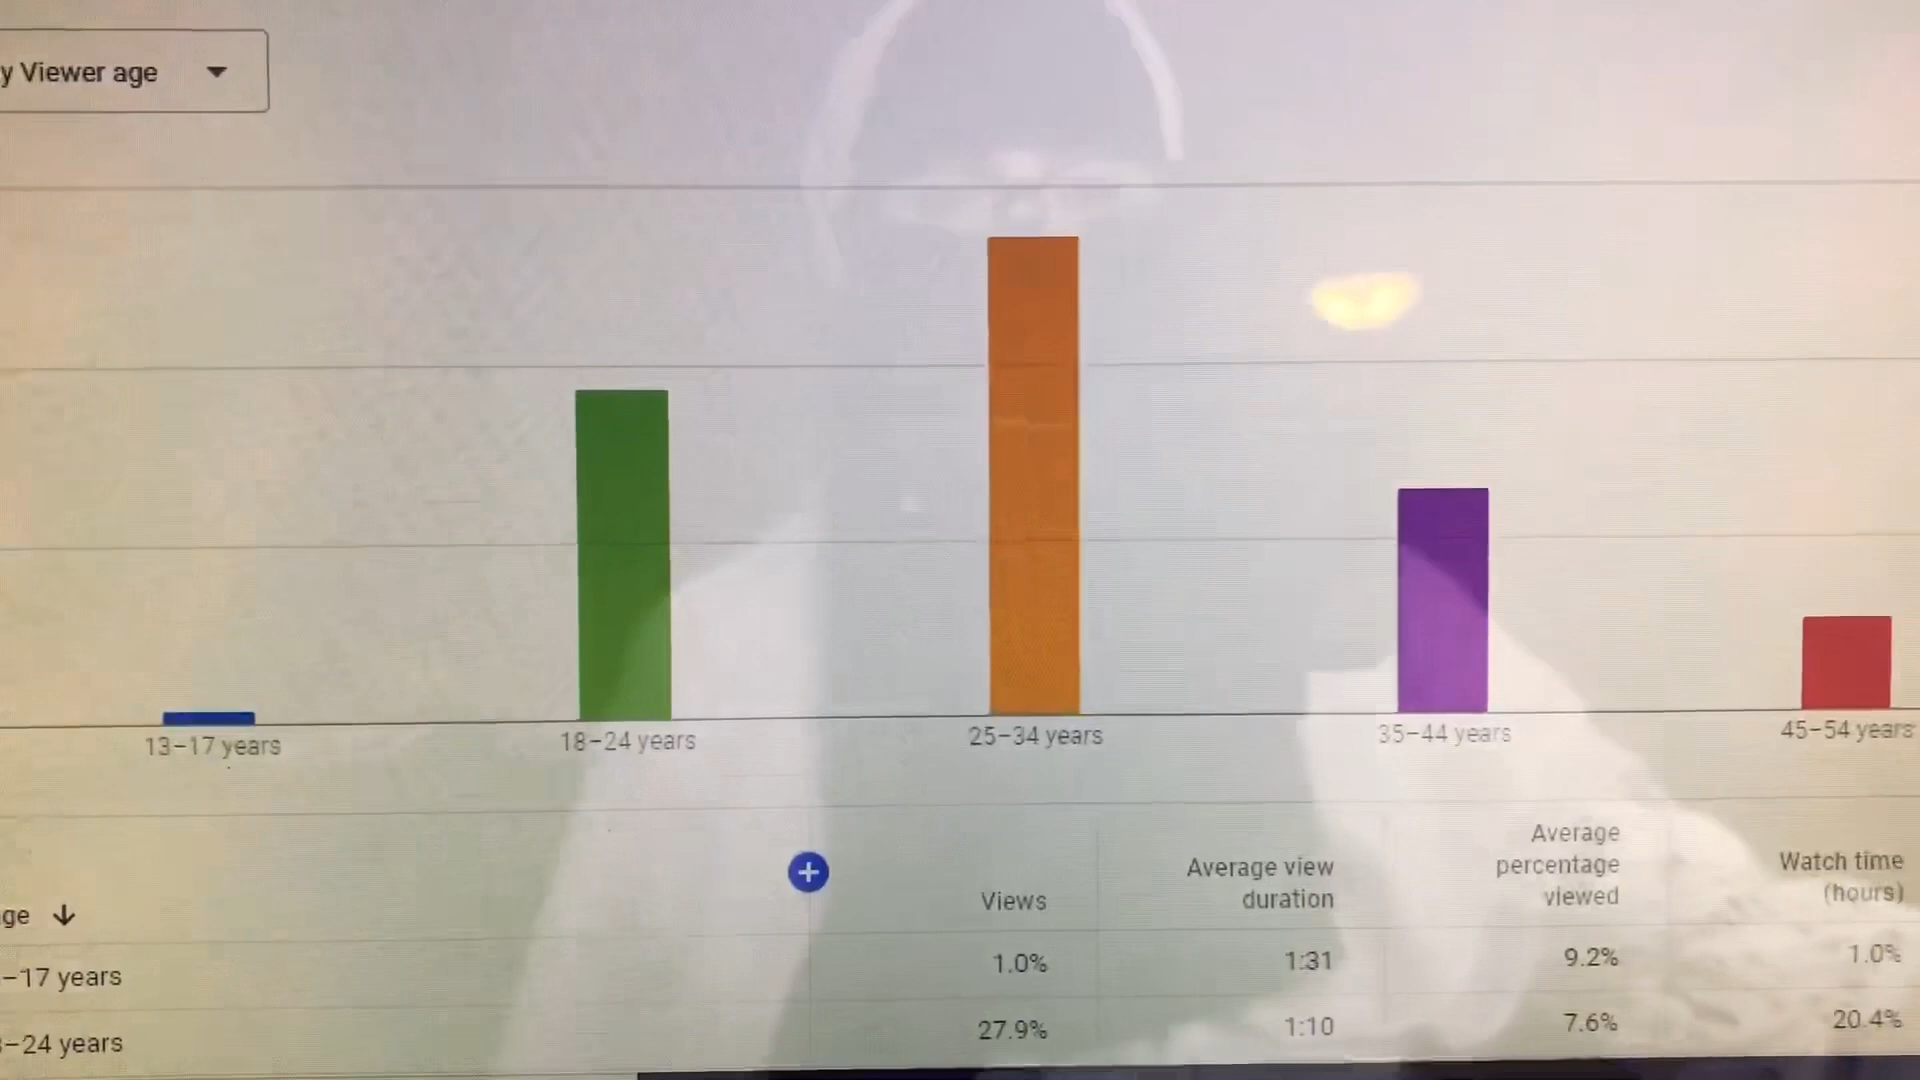 y Viewer age
13–17 years
18–24 years
25–34 years
35–44 years
45–54 years
ge
Views
Average view
duration
Average
percentage
viewed
Watch time
(hours)
–17 years
1.0%
1:31
9.2%
1.0%
–24 years
27.9%
1:10
7.6%
20.4%